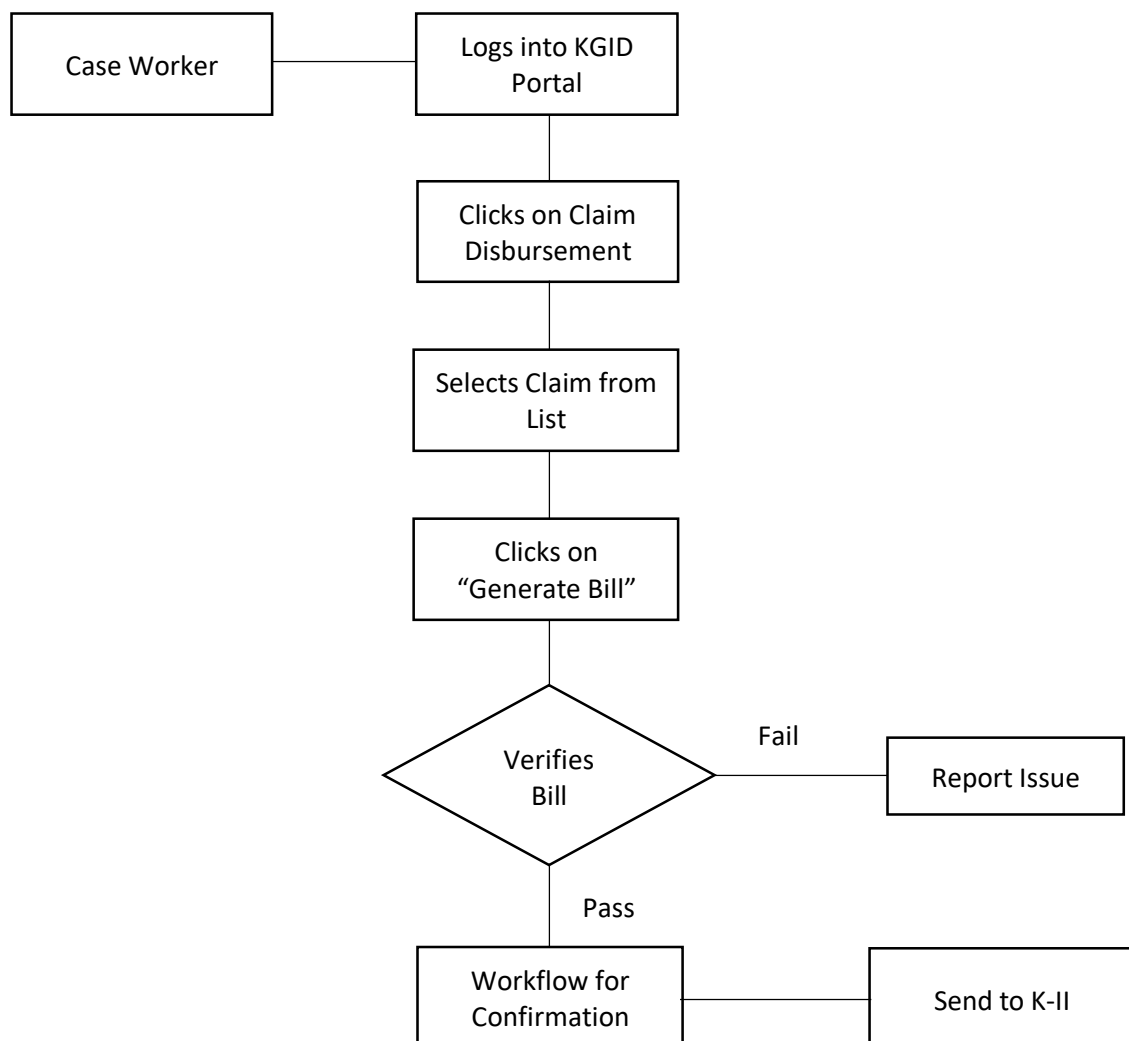 Case Worker
Logs into KGID
Portal
Clicks on Claim
Disbursement
Selects Claim from
List
Clicks on
“Generate Bill”
Verifies
Bill
Fail
Report Issue
Pass
Workflow for
Confirmation
Send to K-II